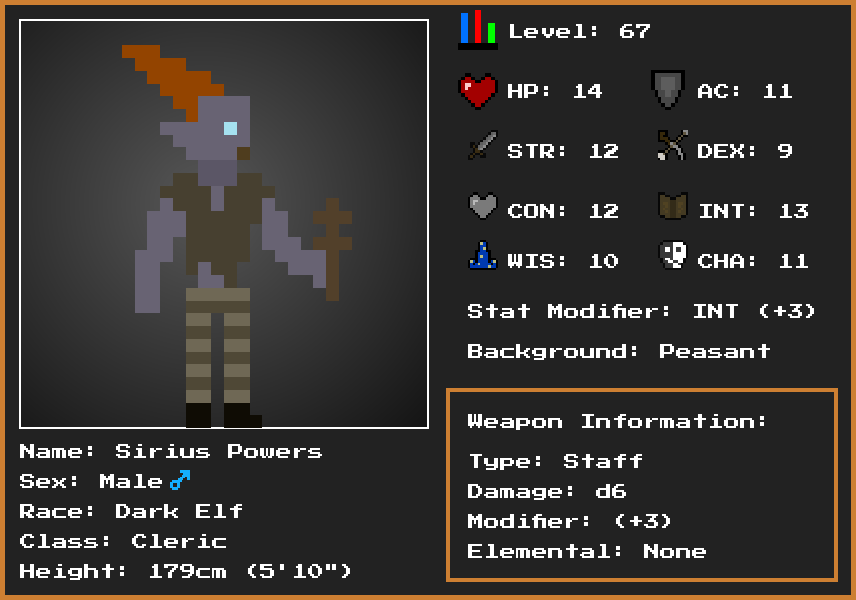 Level: 67
HP: 14 AC: 11
STR: 12 DEX: 9
CON: 12 INT: 13
WIS: 10 CHA: 11
Stat Modifier: INT (+3)
Background: Peasant
Weapon Information:
Type: Staff
Damage: d6
Modifier: (+3)
Elemental: None
Name: Sirius Powers
Sex: Male ♂
Race: Dark Elf
Class: Cleric
Height: 179cm (5'10")